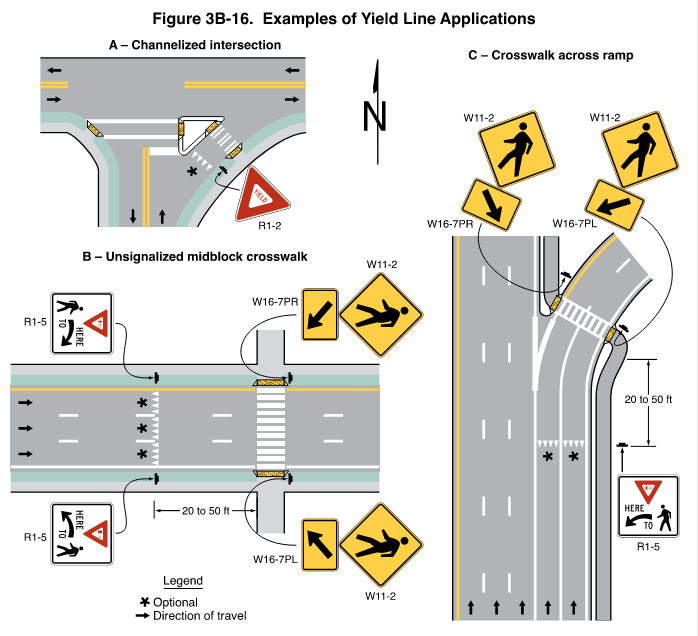 Figure 3B-16. Examples of Yield Line Applications
A – Channelized intersection
YIELD
R1-2
N
C – Crosswalk across ramp
W11-2
W11-2
W16-7PR
W16-7PL
20 to 50 ft
HERE
TO
R1-5
B – Unsignalized midblock crosswalk
R1-5
HERE
TO
W16-7PR
W11-2
R1-5
HERE
TO
20 to 50 ft
W16-7PL
W11-2
Legend
* Optional
Direction of travel